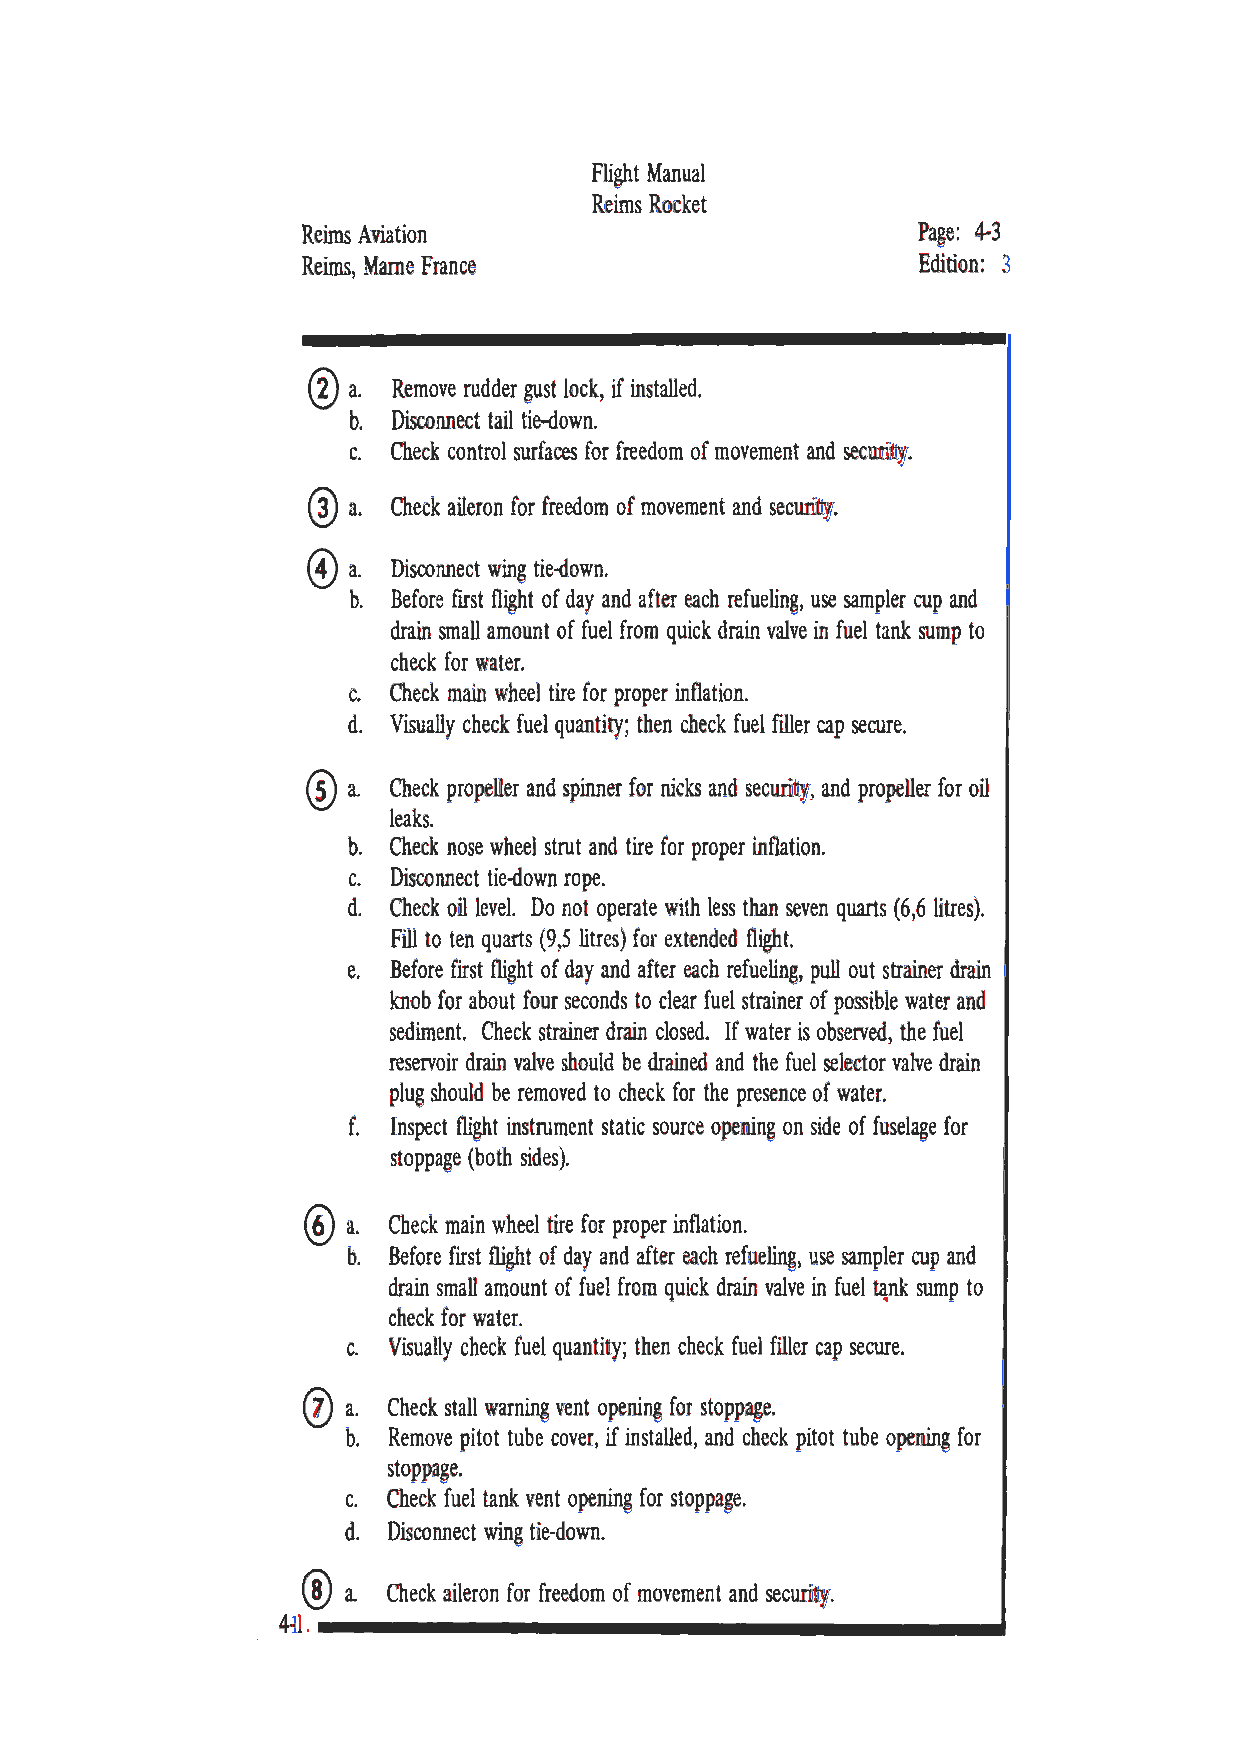 Flight Manual
Reims Rocket
Reims Aviation Page: 4-3
Reims, Marne France Edition: 3
2 a. Remove rudder gust lock, if installed.
b. Disconnect tail tie-down.
c. Check control surfaces for freedom of movement and security.
3 a. Check aileron for freedom of movement and security.
4 a. Disconnect wing tie-down.
b. Before first flight of day and after each refueling, use sampler cup and
drain small amount of fuel from quick drain valve in fuel tank sump to
check for water.
c. Check main wheel tire for proper inflation.
d. Visually check fuel quantity; then check fuel filler cap secure.
5 a. Check propeller and spinner for nicks and security, and propeller for oil
leaks.
b. Check nose wheel strut and tire for proper inflation.
c. Disconnect tie-down rope.
d. Check oil level. Do not operate with less than seven quarts (6,6 litres).
Fill to ten quarts (9,5 litres) for extended flight.
e. Before first flight of day and after each refueling, pull out strainer drain
knob for about four seconds to clear fuel strainer of possible water and
sediment. Check strainer drain closed. If water is observed, the fuel
reservoir drain valve should be drained and the fuel selector valve drain
plug should be removed to check for the presence of water.
f. Inspect flight instrument static source opening on side of fuselage for
stoppage (both sides).
6 a. Check main wheel tire for proper inflation.
b. Before first flight of day and after each refueling, use sampler cup and
drain small amount of fuel from quick drain valve in fuel tank sump to
check for water.
c. Visually check fuel quantity; then check fuel filler cap secure.
7 a. Check stall warning vent opening for stoppage.
b. Remove pitot tube cover, if installed, and check pitot tube opening for
stoppage.
c. Check fuel tank vent opening for stoppage.
d. Disconnect wing tie-down.
8 a. Check aileron for freedom of movement and security.
4-1.